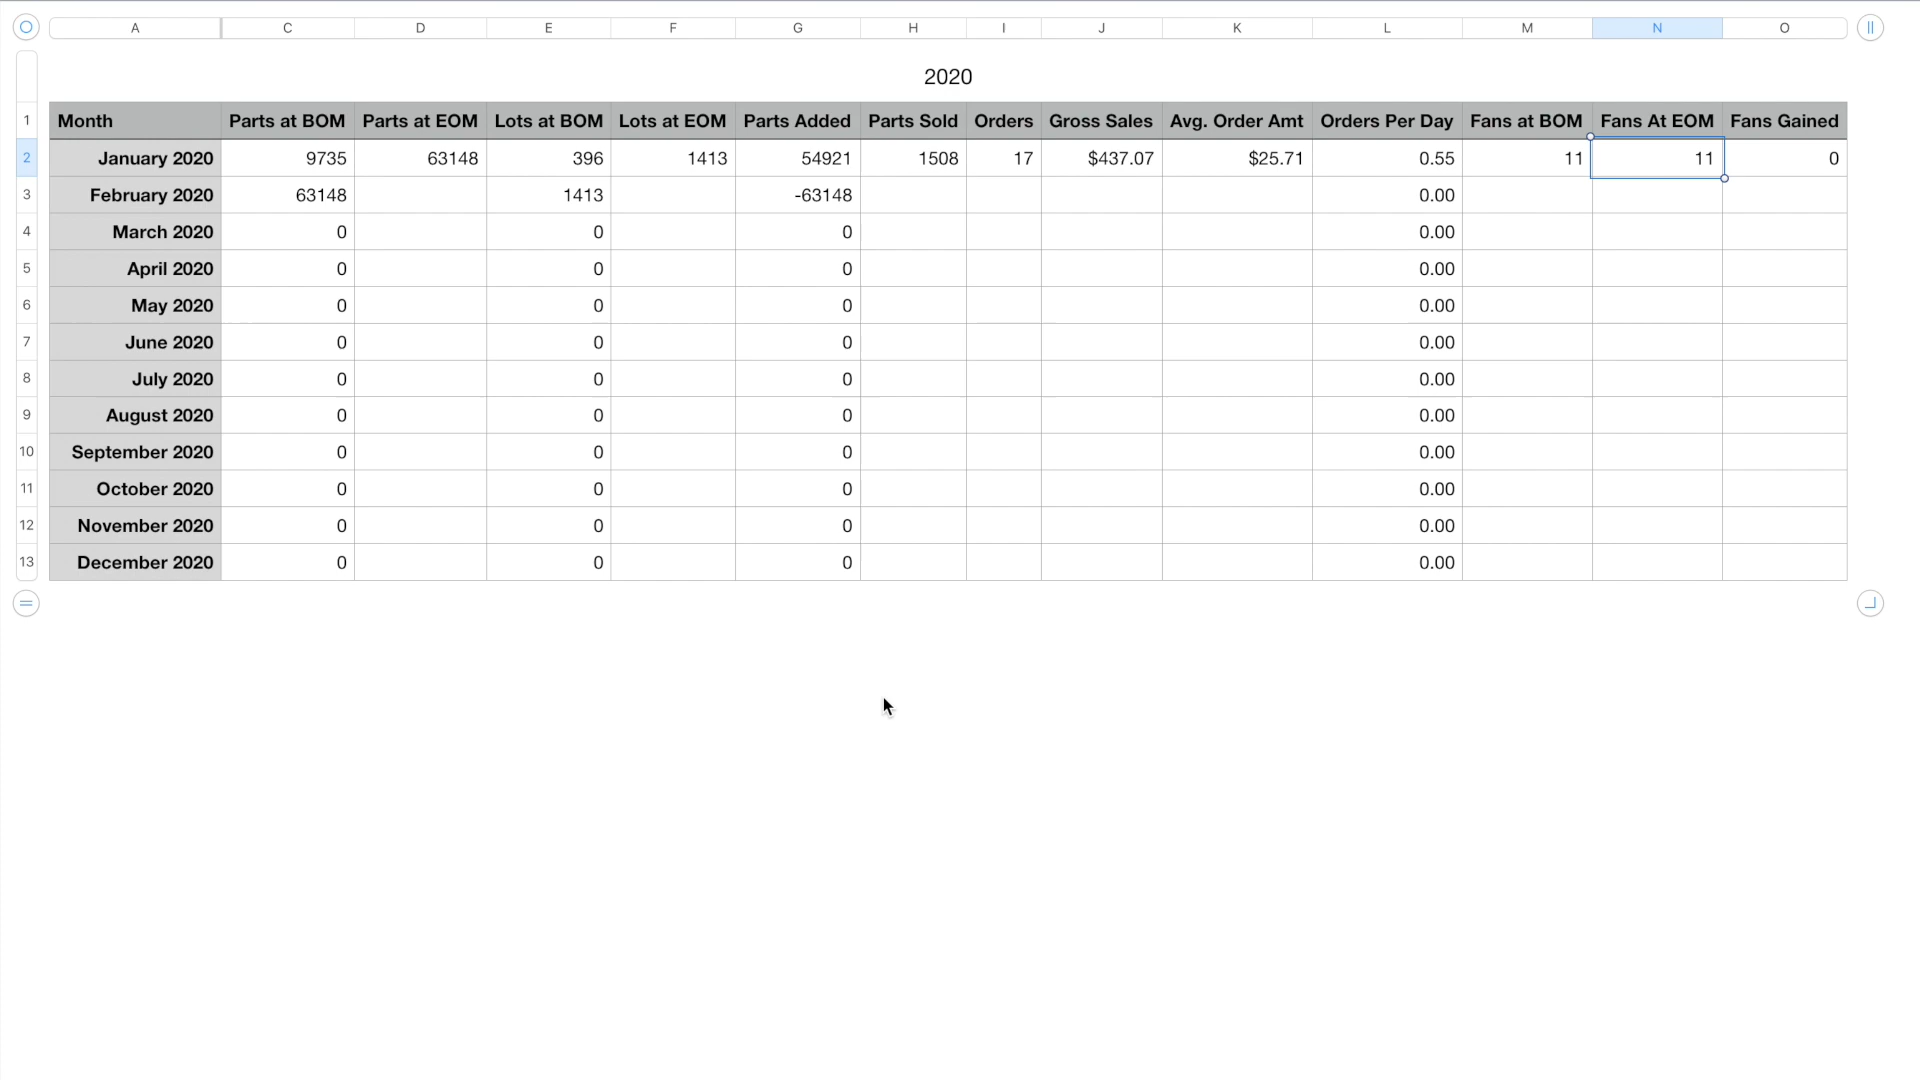 A C D E F G H I J K L M N O
2020
1 Month Parts at BOM Parts at EOM Lots at BOM Lots at EOM Parts Added Parts Sold Orders Gross Sales Avg. Order Amt Orders Per Day Fans at BOM Fans At EOM Fans Gained
2 January 2020 9735 63148 396 1413 54921 1508 17 $437.07 $25.71 0.55 11 11 0
3 February 2020 63148 1413 -63148 0.00
4 March 2020 0 0 0 0.00
5 April 2020 0 0 0 0.00
6 May 2020 0 0 0 0.00
7 June 2020 0 0 0 0.00
8 July 2020 0 0 0 0.00
9 August 2020 0 0 0 0.00
10 September 2020 0 0 0 0.00
11 October 2020 0 0 0 0.00
12 November 2020 0 0 0 0.00
13 December 2020 0 0 0 0.00